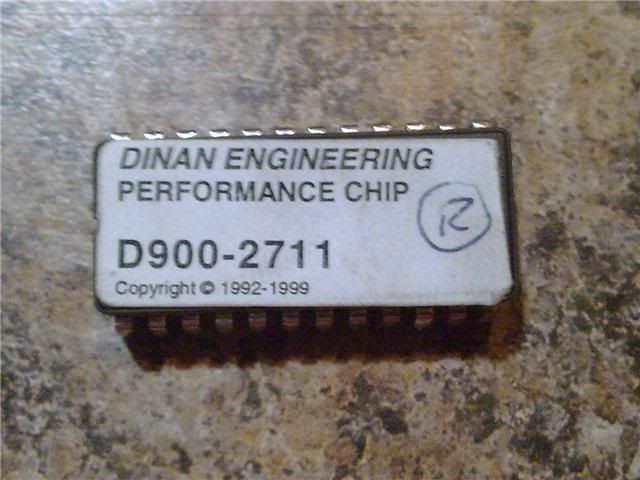 DINAN ENGINEERING
PERFORMANCE CHIP
D900-2711
Copyright © 1992-1999